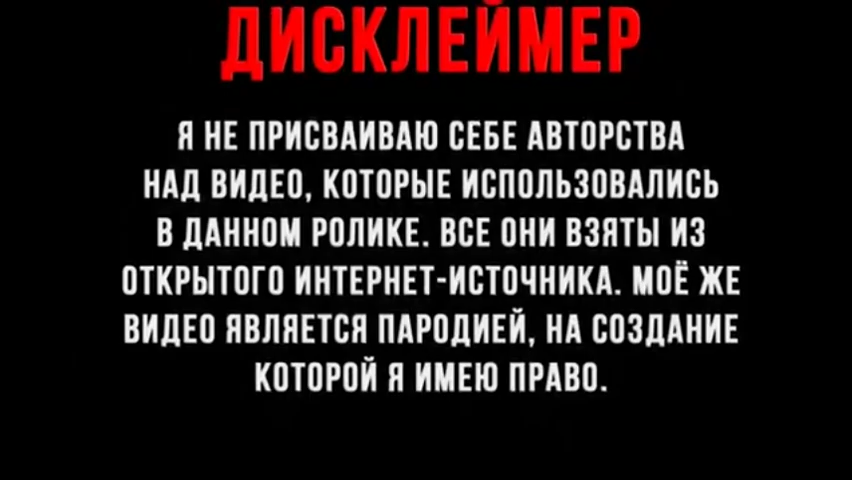 ДИСКЛЕЙМЕР
Я НЕ ПРИСВАИВАЮ СЕБЕ АВТОРСТВА
НАД ВИДЕО, КОТОРЫЕ ИСПОЛЬЗОВАЛИСЬ
В ДАННОМ РОЛИКЕ. ВСЕ ОНИ ВЗЯТЫ ИЗ
ОТКРЫТОГО ИНТЕРНЕТ-ИСТОЧНИКА. МОЁ ЖЕ
ВИДЕО ЯВЛЯЕТСЯ ПАРОДИЕЙ, НА СОЗДАНИЕ
КОТОРОЙ Я ИМЕЮ ПРАВО.